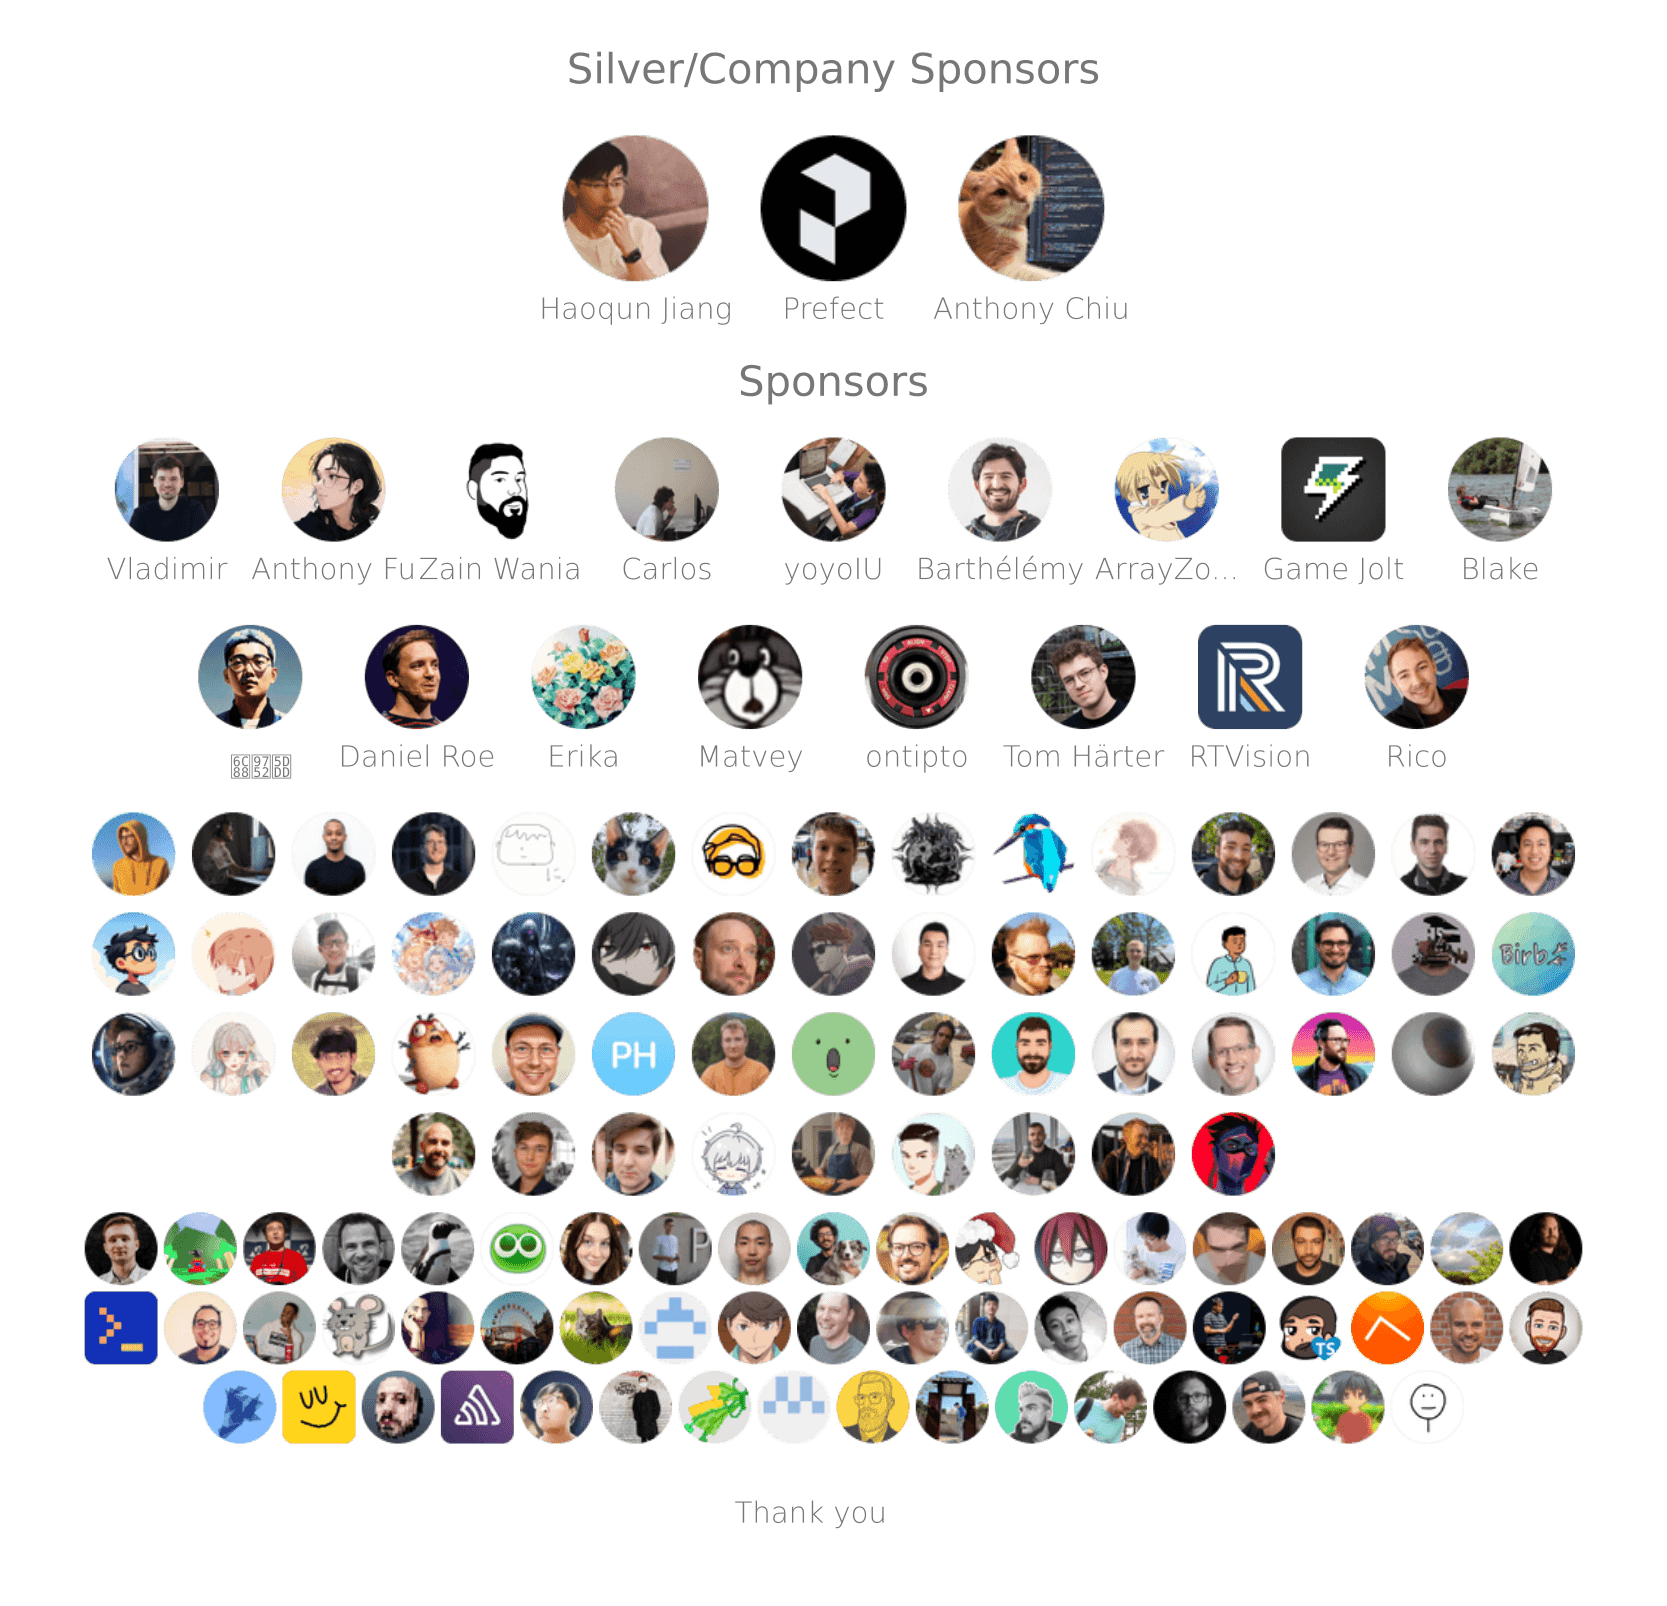 Silver/Company Sponsors
Haoqun Jiang Prefect Anthony Chiu
Sponsors
Vladimir Anthony Fu Zain Wania Carlos yoyoIU Barthélémy ArrayZo... Game Jolt Blake
Daniel Roe Erika Matvey ontipto Tom Härter RTVision Rico
Birb
PH
P
TS
Thank you